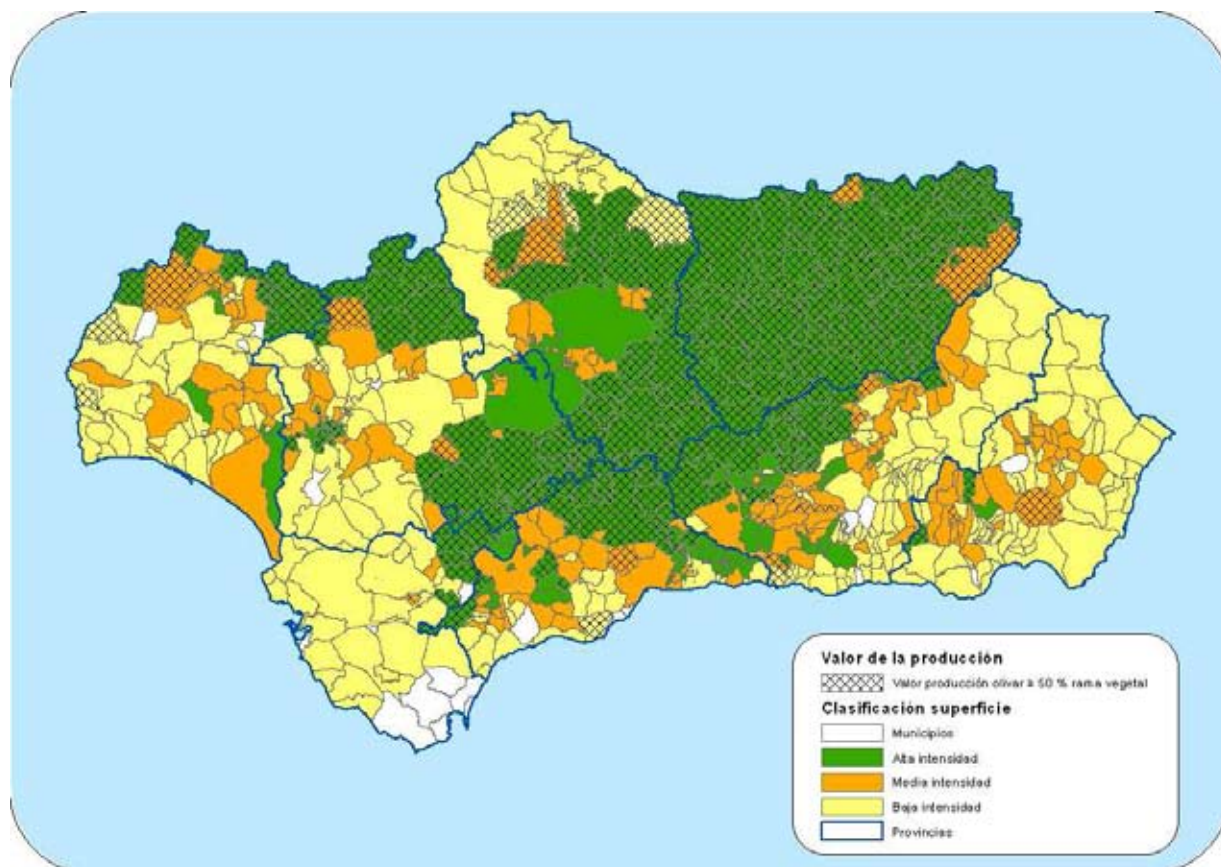 Valor de la producción
Valor producción olivar ≥ 50 % rama vegetal
Clasificación superficie
Municipios
Alta intensidad
Media intensidad
Baja intensidad
Provincias